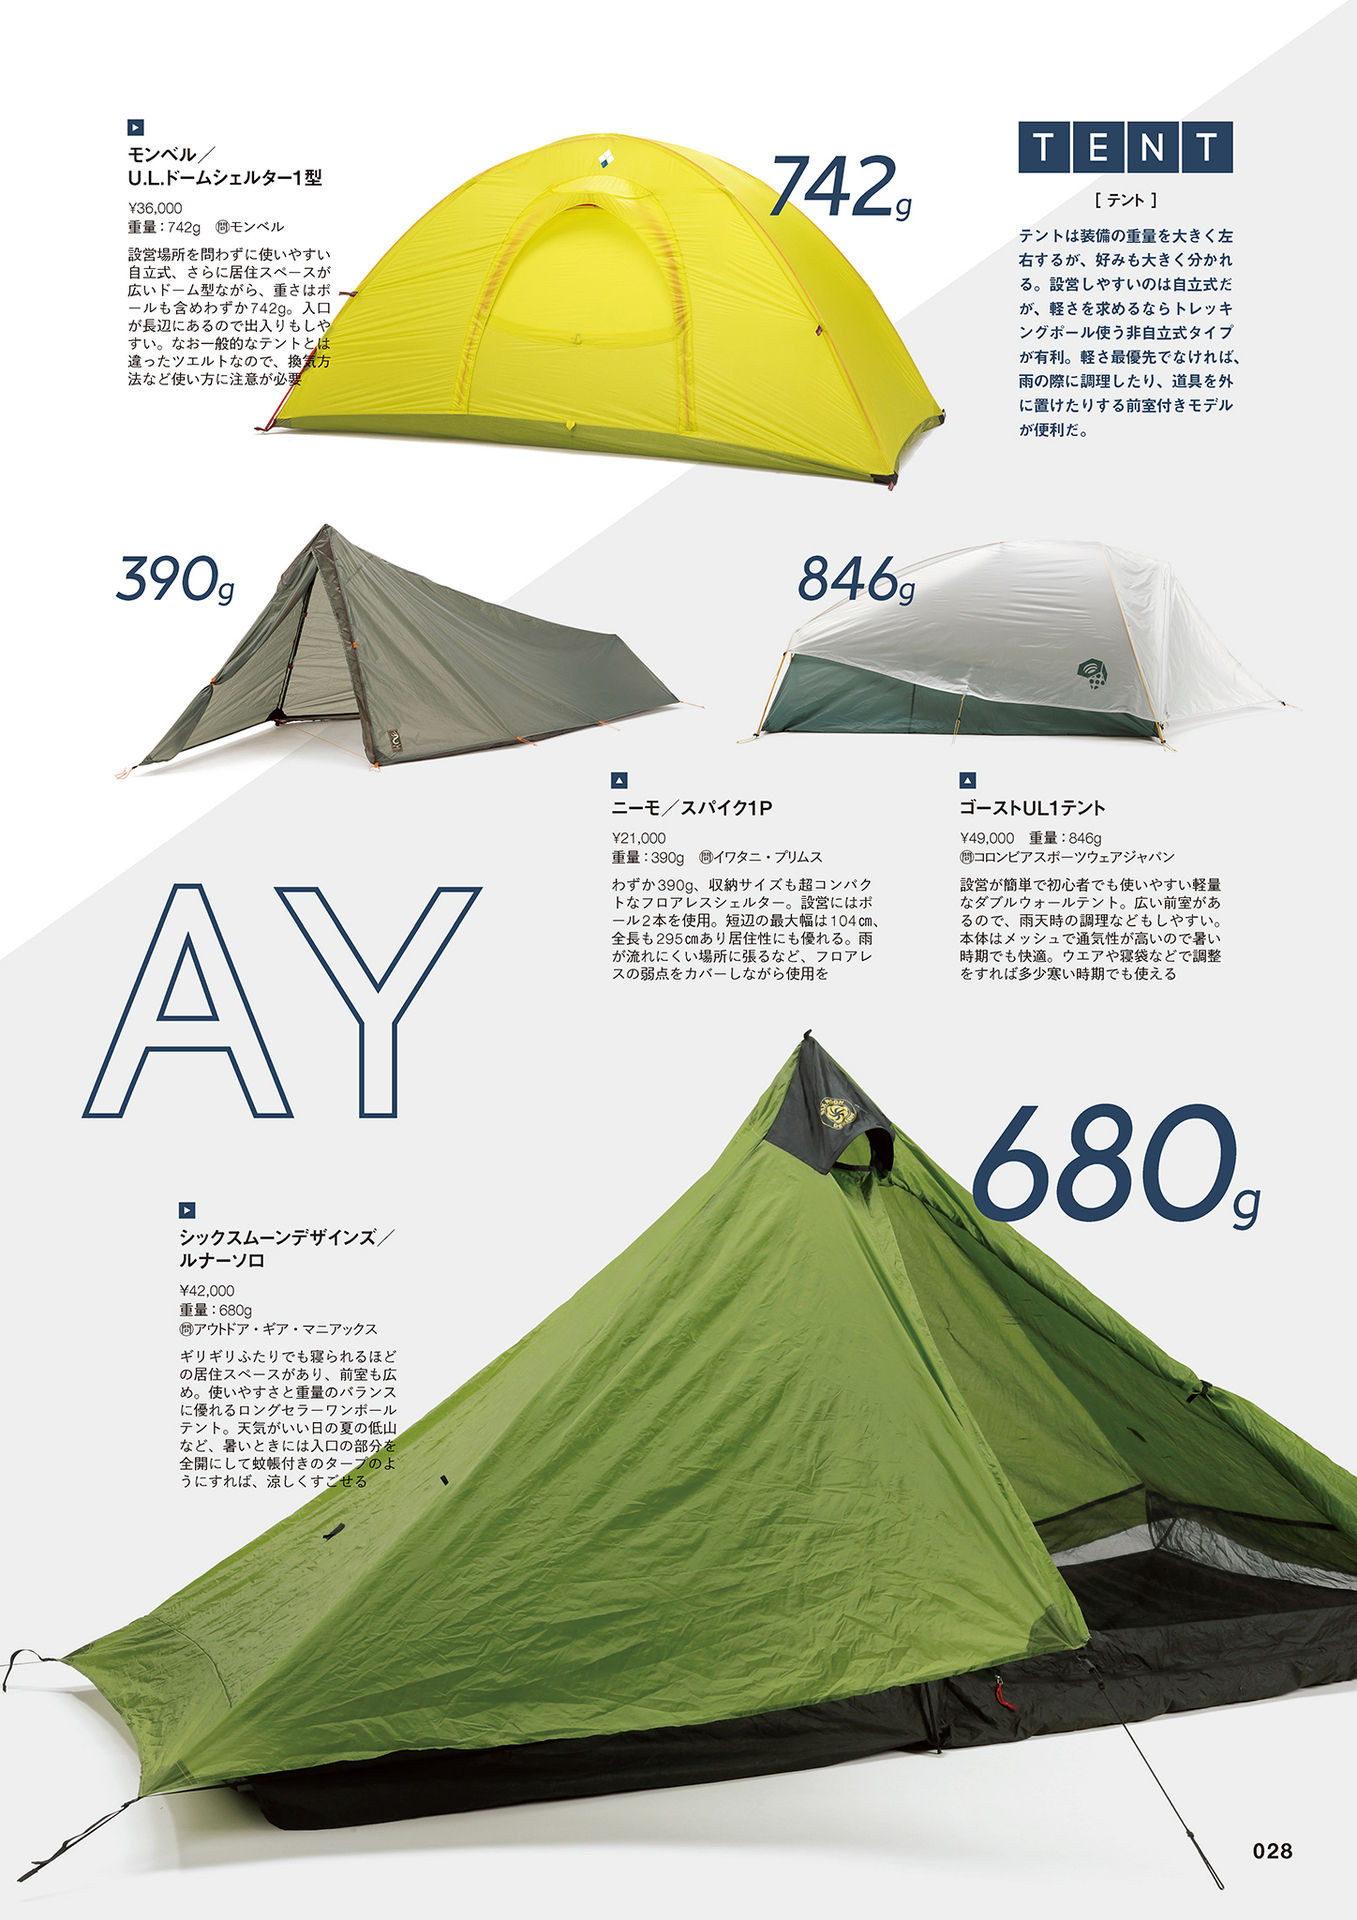 モンベル／
U.L.ドームシェルター1型
¥36,000
重量：742g　㉄モンベル
設営場所を問わずに使いやすい
自立式、さらに居住スペースが
広いドーム型ながら、重さはポ
ールも含めわずか742g。入口
が長辺にあるので出入りもしや
すい。なお一般的なテントとは
違ったツエルトなので、換気方
法など使い方に注意が必要
742g
TENT
［テント］
テントは装備の重量を大きく左
右するが、好みも大きく分かれ
る。設営しやすいのは自立式だ
が、軽さを求めるならトレッキ
ングポール使う非自立式タイプ
が有利。軽さ最優先でなければ、
雨の際に調理したり、道具を外
に置けたりする前室付きモデル
が便利だ。
390g
846g
1P
ニーモ／スパイク1P
¥21,000
重量：390g　㉄イワタニ・プリムス
わずか390g、収納サイズも超コンパク
トなフロアレスシェルター。設営にはポ
ール2本を使用。短辺の最大幅は104㎝、
全長も295㎝あり居住性にも優れる。雨
が流れにくい場所に張るなど、フロアレ
スの弱点をカバーしながら使用を
ゴーストUL1テント
¥49,000　重量：846g
㉄コロンビアスポーツウェアジャパン
設営が簡単で初心者でも使いやすい軽量
なダブルウォールテント。広い前室があ
るので、雨天時の調理などもしやすい。
本体はメッシュで通気性が高いので暑い
時期でも快適。ウエアや寝袋などで調整
をすれば多少寒い時期でも使える
AY
680g
シックスムーンデザインズ／
ルナーソロ
¥42,000
重量：680g
㉄アウトドア・ギア・マニアックス
ギリギリふたりでも寝られるほど
の居住スペースがあり、前室も広
め。使いやすさと重量のバランス
に優れるロングセラーワンポール
テント。天気がいい日の夏の低山
など、暑いときには入口の部分を
全開にして蚊帳付きのタープのよ
うにすれば、涼しくすごせる
028